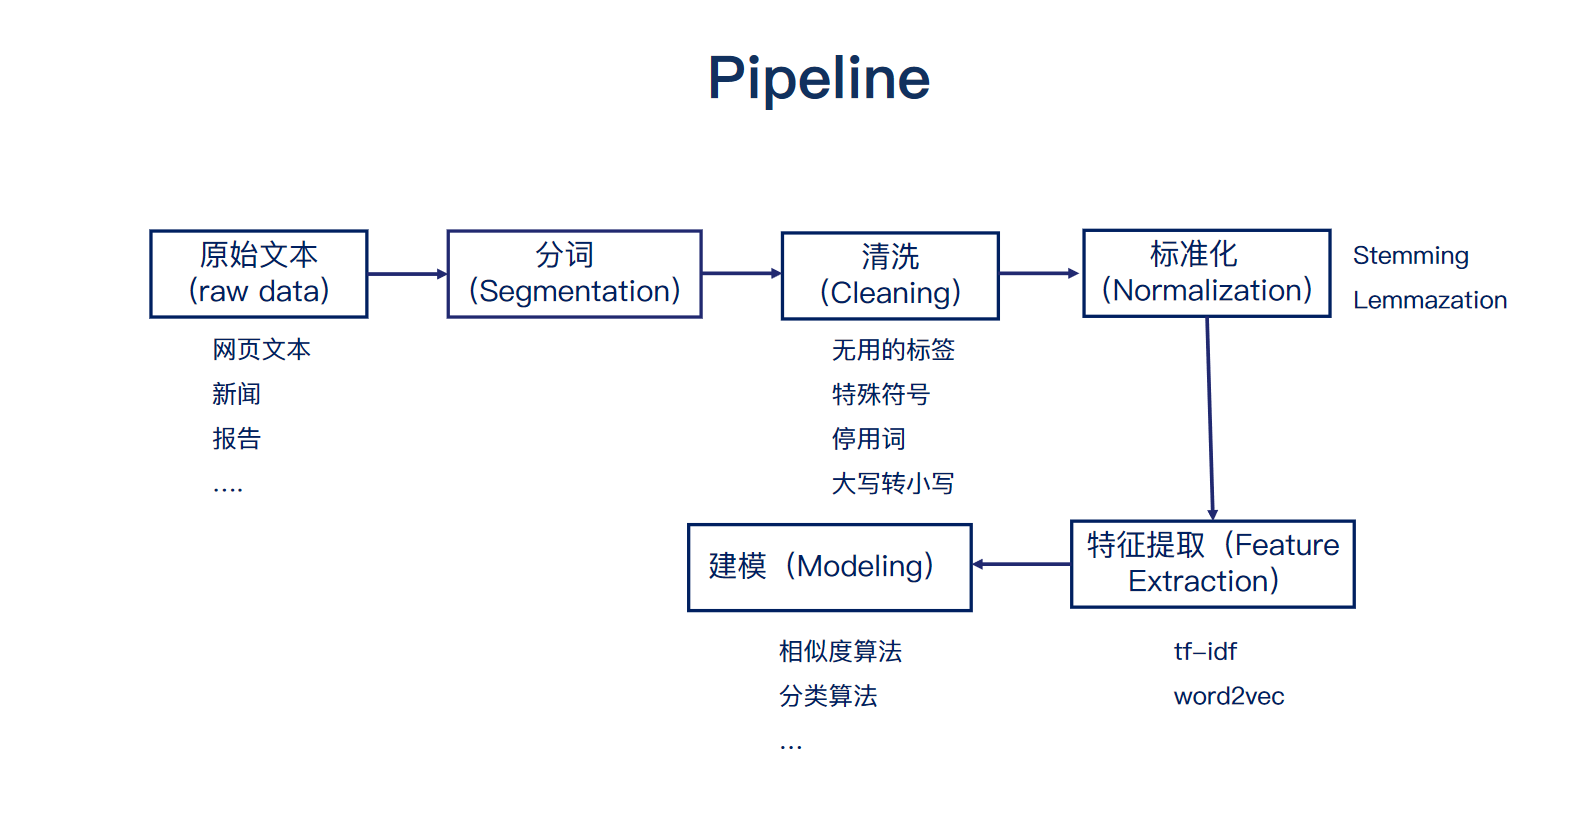 Pipeline
原始文本
（raw data）
网页文本
新闻
报告
....
分词
（Segmentation）
清洗
（Cleaning）
无用的标签
特殊符号
停用词
大写转小写
标准化
（Normalization）
Stemming
Lemmazation
特征提取（Feature
Extraction）
tf-idf
word2vec
建模（Modeling）
相似度算法
分类算法
...